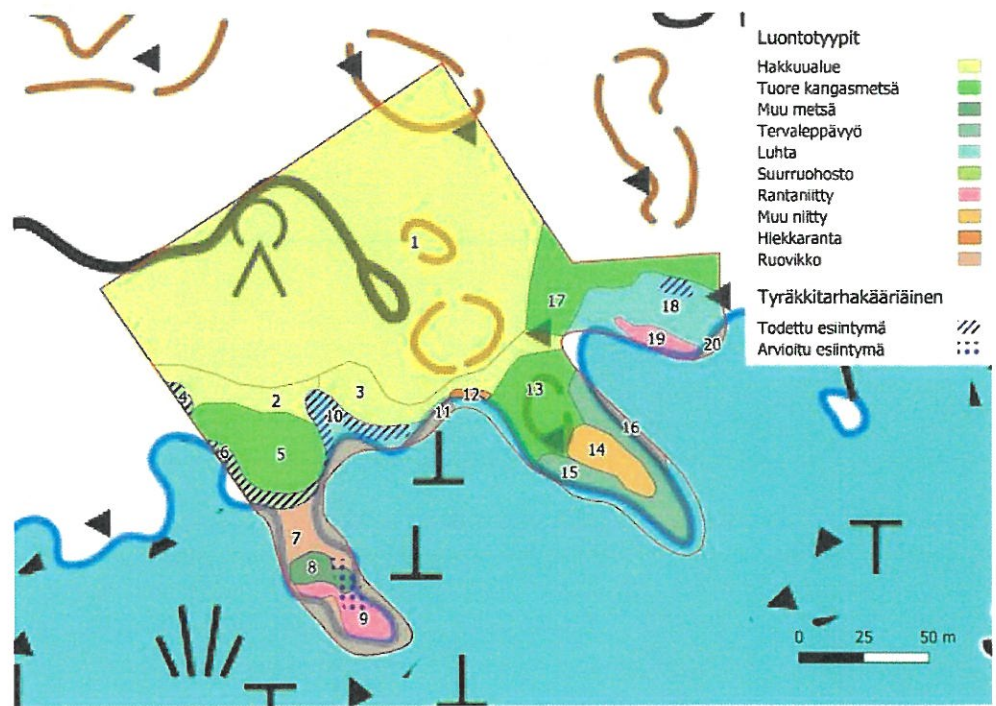 Luontotyypit
Hakkuualue
Tuore kangasmetsä
Muu metsä
Tervaleppävyö
Luhta
Suurruohosto
Rantaniitty
Muu niitty
Hiekkaranta
Ruovikko
Tyräkkitarhakääriäinen
Todettu esiintymä
Arvioitu esiintymä
1
17
18
19
20
2
3
4
10
11
12
13
5
6
14
15
16
7
8
9
0 25 50 m